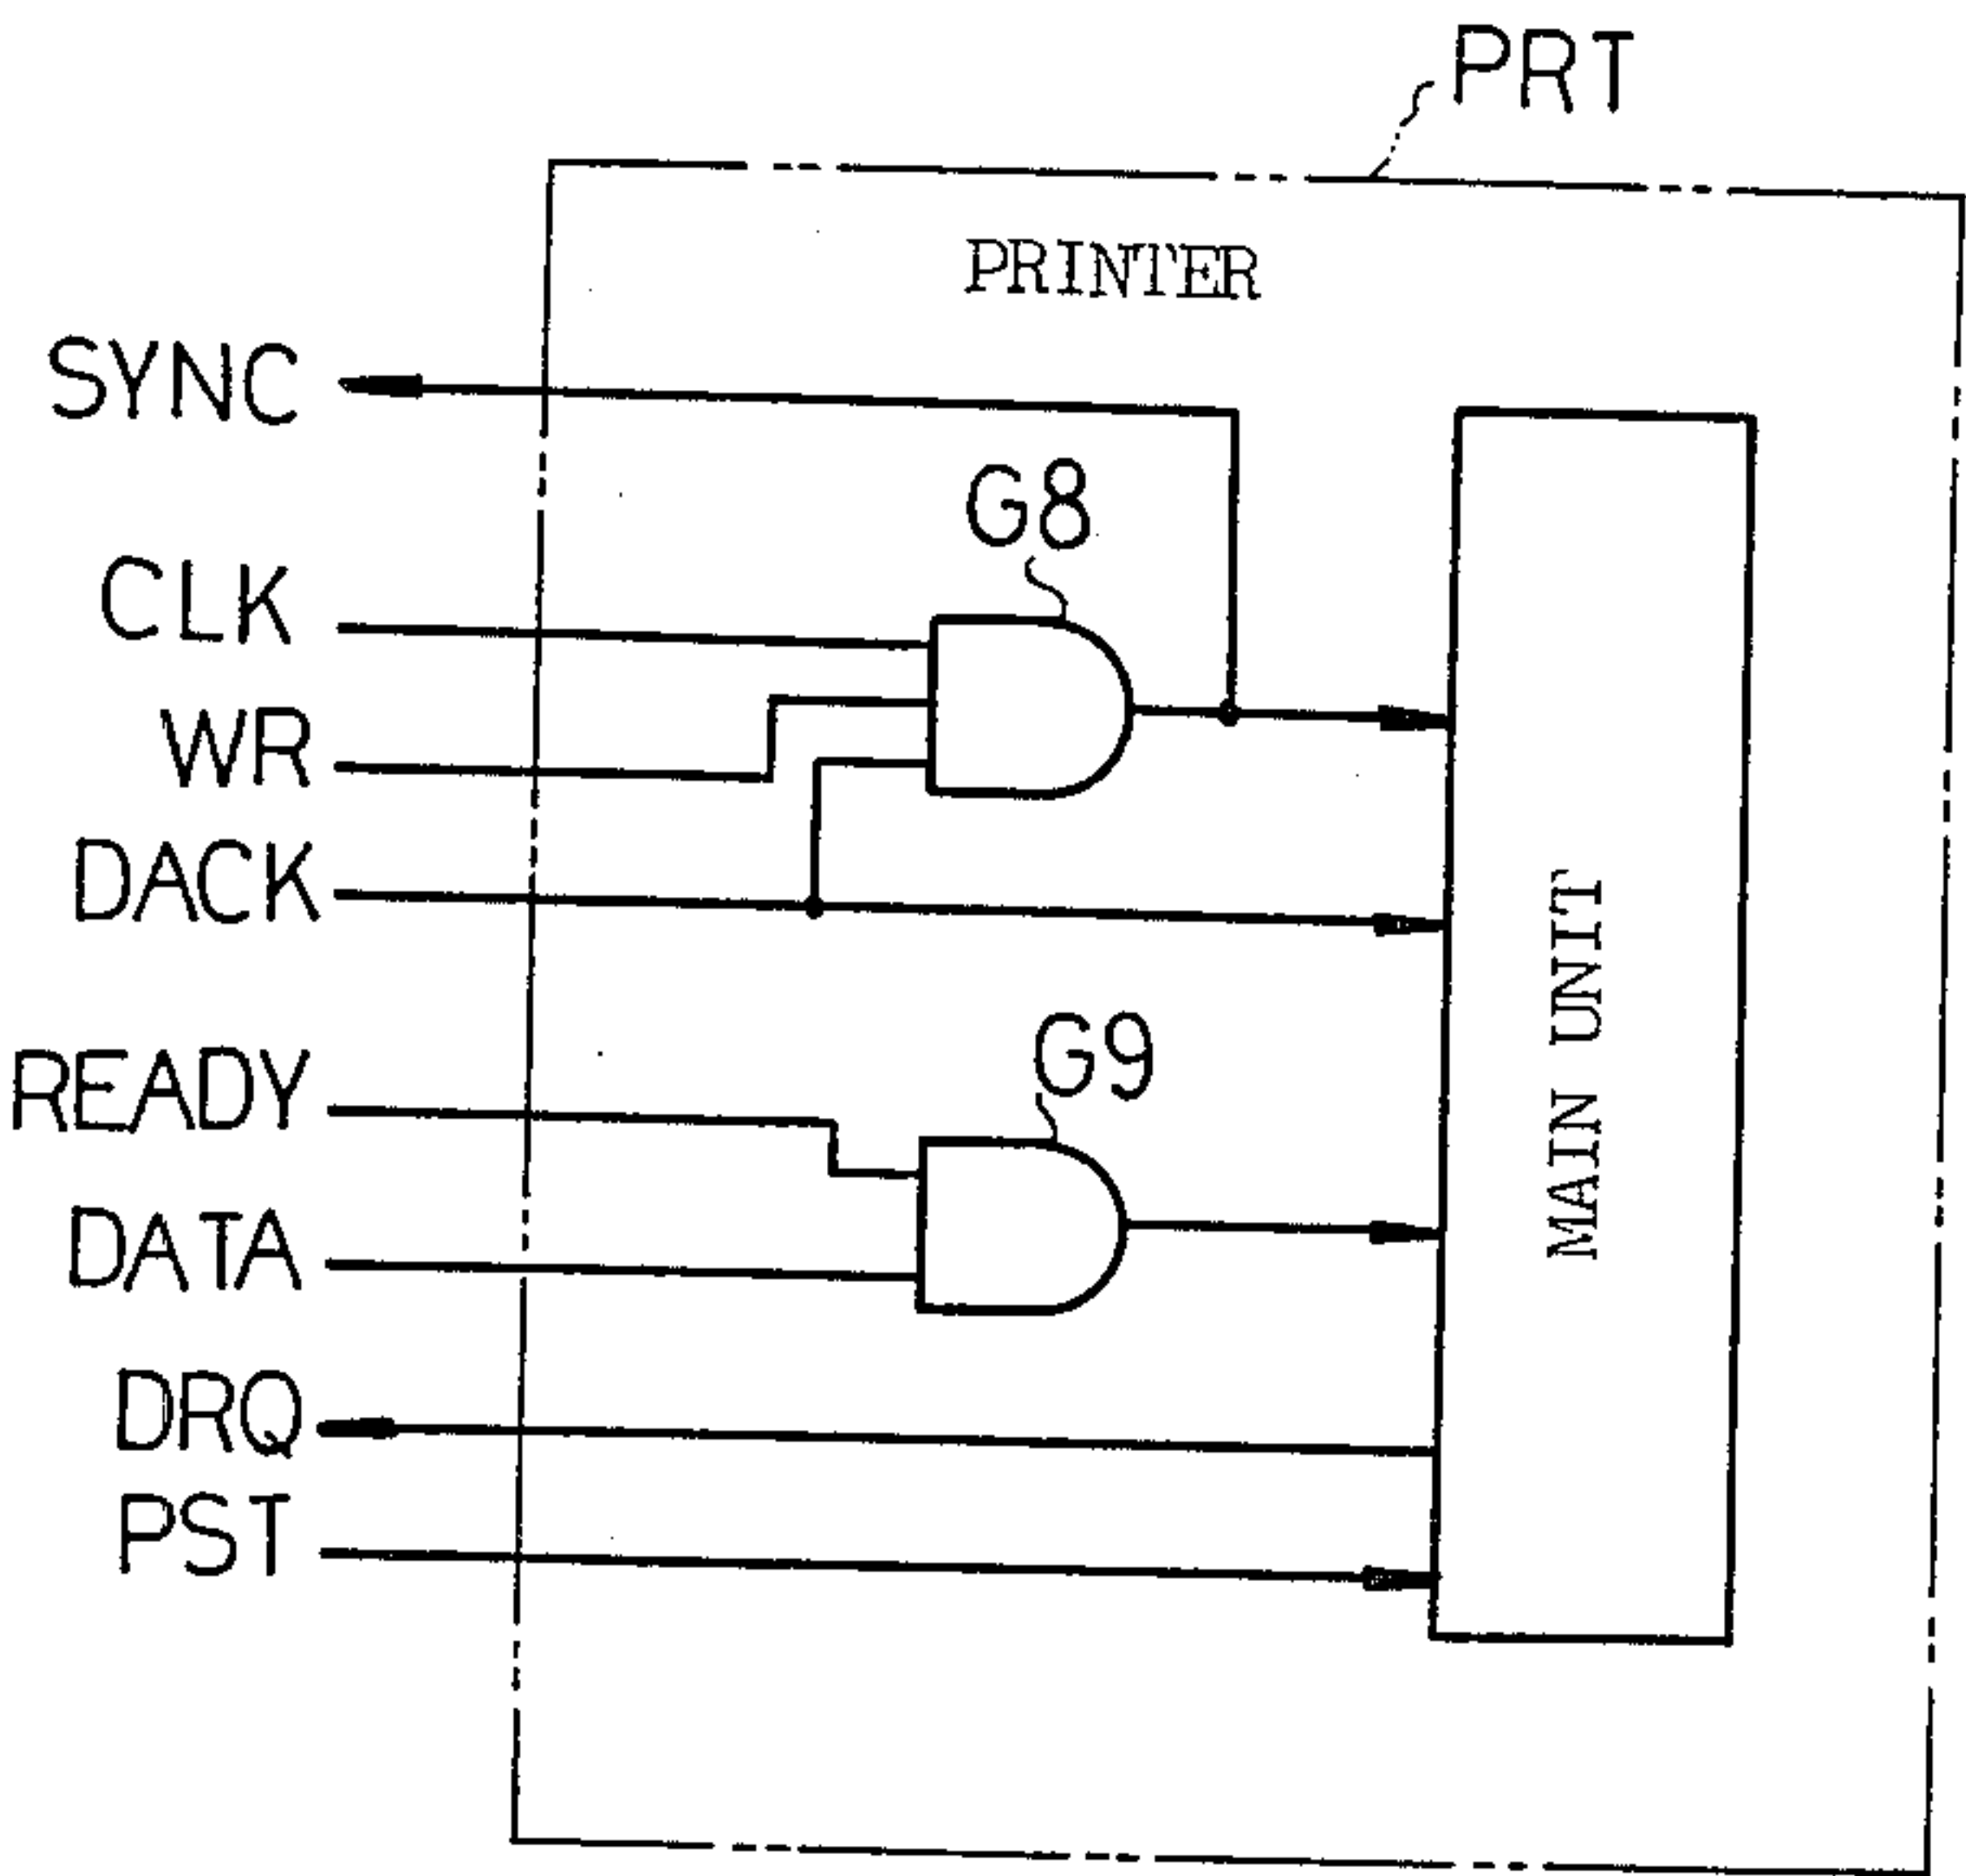 PRT
PRINTER
SYNC
G8
CLK
WR
DACK
MAIN UNIT
G9
READY
DATA
DRQ
PST